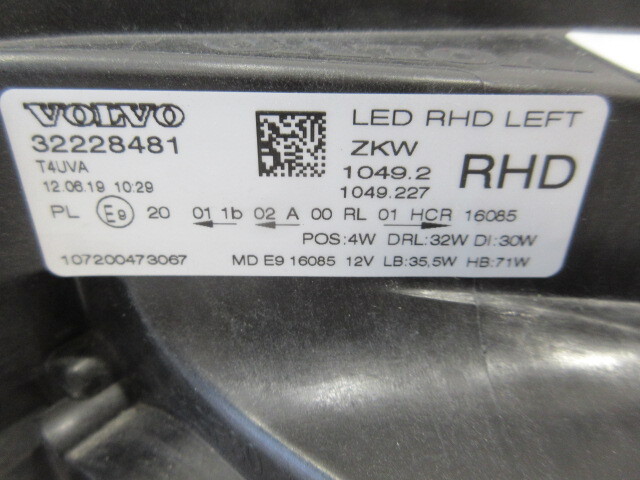 VOLVO
32228481
T4UVA
12.06.19 10:29
LED RHD LEFT
ZKW
1049.2
1049.227
RHD
PL E9 20 01 1b 02 A 00 RL 01 HCR 16085
POS:4W DRL:32W DI:30W
107200473067 MD E9 16085 12V LB:35,5W HB:71W